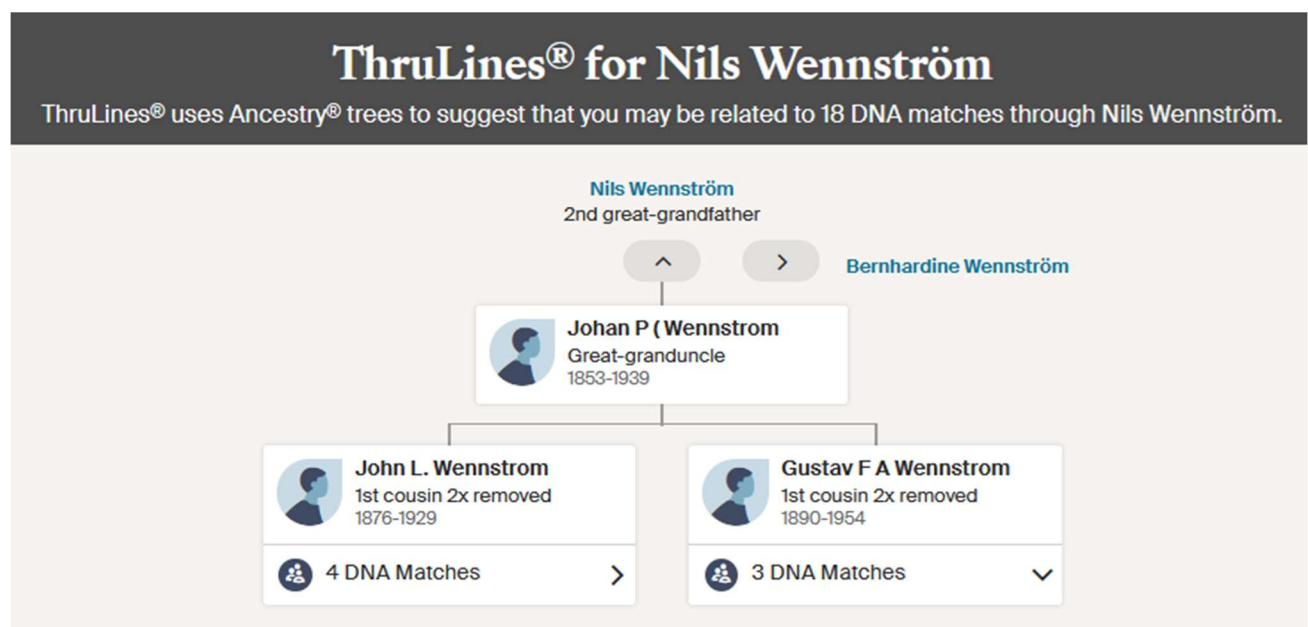 ThruLines® for Nils Wennström
ThruLines® uses Ancestry® trees to suggest that you may be related to 18 DNA matches through Nils Wennström.
Nils Wennström
2nd great-grandfather
Bernhardine Wennström
Johan P ( Wennstrom
Great-granduncle
1853-1939
John L. Wennstrom
1st cousin 2x removed
1876-1929
4 DNA Matches
Gustav F A Wennstrom
1st cousin 2x removed
1890-1954
3 DNA Matches